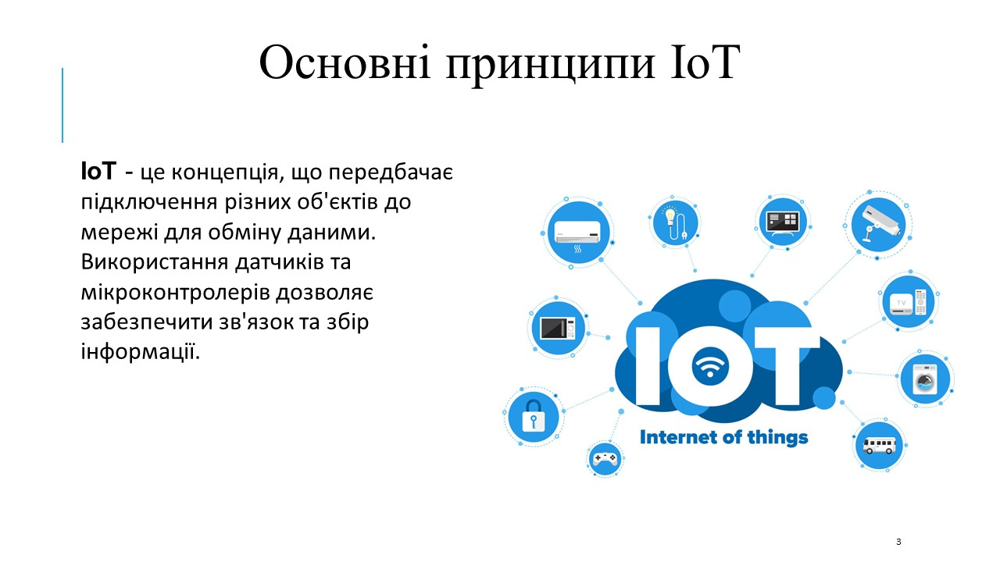 Основні принципи ІоТ
IoT - це концепція, що передбачає
підключення різних об'єктів до
мережі для обміну даними.
Використання датчиків та
мікроконтролерів дозволяє
забезпечити зв'язок та збір
інформації.
TV
IOT
Internet of things
3